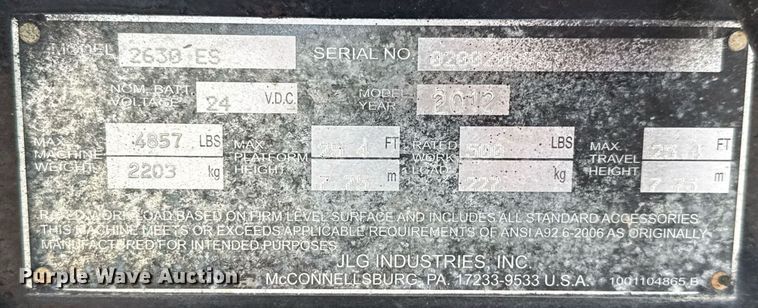 MODEL 2630 ES SERIAL NO
NOM. BATT. VOLTAGE 24 V.D.C. MODEL YEAR 2012
MAX. MACHINE WEIGHT 4857 LBS 2203 kg
MAX. PLATFORM HEIGHT FT m
RATED WORK LOAD 500 LBS 227 kg
MAX. TRAVEL HEIGHT FT m
RATED WORK LOAD BASED ON FIRM LEVEL SURFACE AND INCLUDES ALL STANDARD ACCESSORIES.
THIS MACHINE MEETS OR EXCEEDS APPLICABLE REQUIREMENTS OF ANSI A92.6-2006 AS ORIGINALLY
MANUFACTURED FOR INTENDED PURPOSES.
JLG INDUSTRIES, INC.
McCONNELLSBURG, PA. 17233-9533 U.S.A. 1001104865 B
Purple Wave Auction